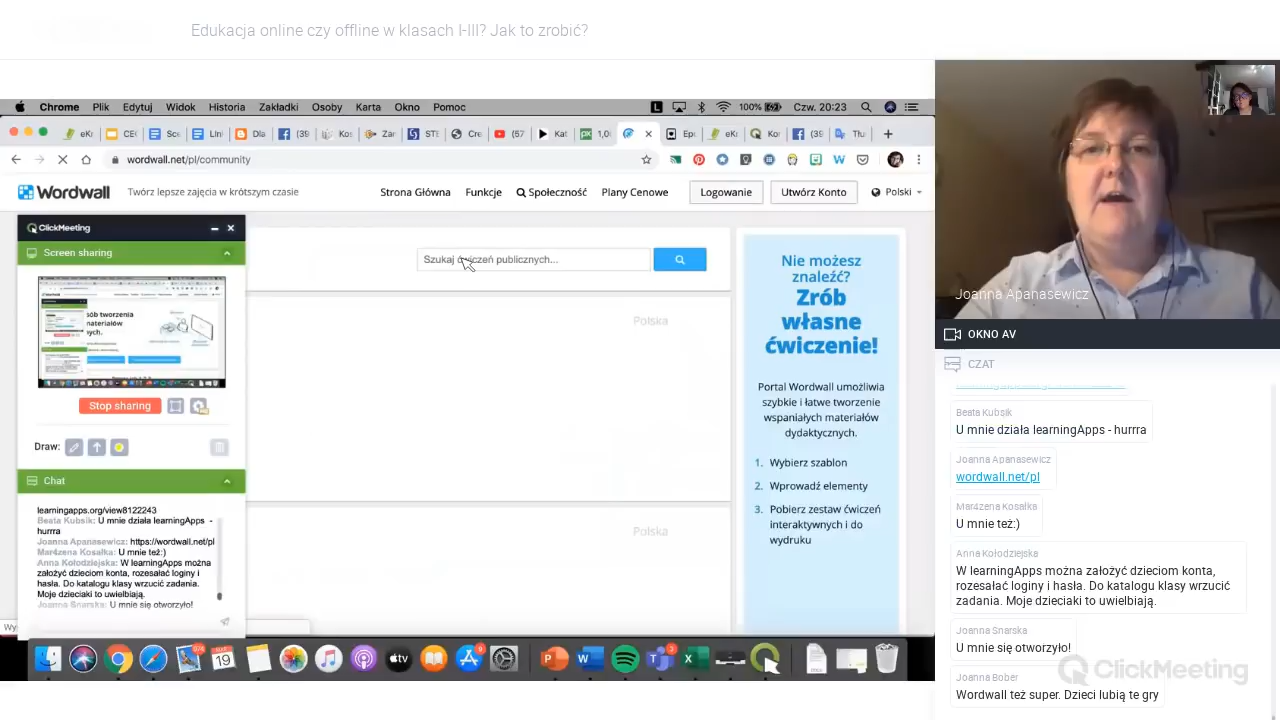 Edukacja online czy offline w klasach I-III? Jak to zrobić?
Chrome Plik Edytuj Widok Historia Zakładki Osoby Karta Okno Pomoc
100% Czw. 20:23
wordwall.net/pl/community
Wordwall
Twórz lepsze zajęcia w krótszym czasie
Strona Główna Funkcje Społeczność Plany Cenowe Logowanie Utwórz Konto Polski
ClickMeeting
Screen sharing
Stop sharing
Draw:
Chat
learningapps.org/view8122243
Beata Kubsik: U mnie działa learningApps -
hurrra
Joanna Apanasewicz: https://wordwall.net/pl
Mar4zena Kosałka: U mnie też:)
Anna Kołodziejska: W learningApps można
założyć dzieciom konta, rozesałać loginy i
hasła. Do katalogu klasy wrzucić zadania.
Moje dzieciaki to uwielbiają.
Joanna Snarska: U mnie się otworzyło!
Szukaj ćwiczeń publicznych...
Polska
Polska
Nie możesz
znaleźć?
Zrób
własne
ćwiczenie!
Portal Wordwall umożliwia
szybkie i łatwe tworzenie
wspaniałych materiałów
dydaktycznych.
1. Wybierz szablon
2. Wprowadź elementy
3. Pobierz zestaw ćwiczeń
interaktywnych i do
wydruku
Joanna Apanasewicz
OKNO AV
CZAT
Beata Kubsik
U mnie działa learningApps - hurrra
Joanna Apanasewicz
wordwall.net/pl
Mar4zena Kosałka
U mnie też:)
Anna Kołodziejska
W learningApps można założyć dzieciom konta,
rozesałać loginy i hasła. Do katalogu klasy wrzucić
zadania. Moje dzieciaki to uwielbiają.
Joanna Snarska
U mnie się otworzyło!
Joanna Bober
Wordwall też super. Dzieci lubią te gry
ClickMeeting